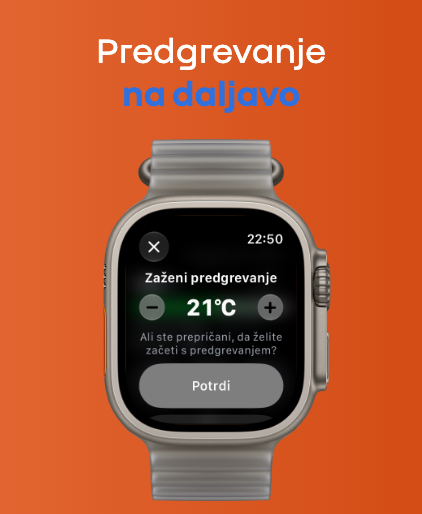 Predgrevanje
na daljavo
22:50
Zaženi predgrevanje
21°C
Ali ste prepričani, da želite
začeti s predgrevanjem?
Potrdi